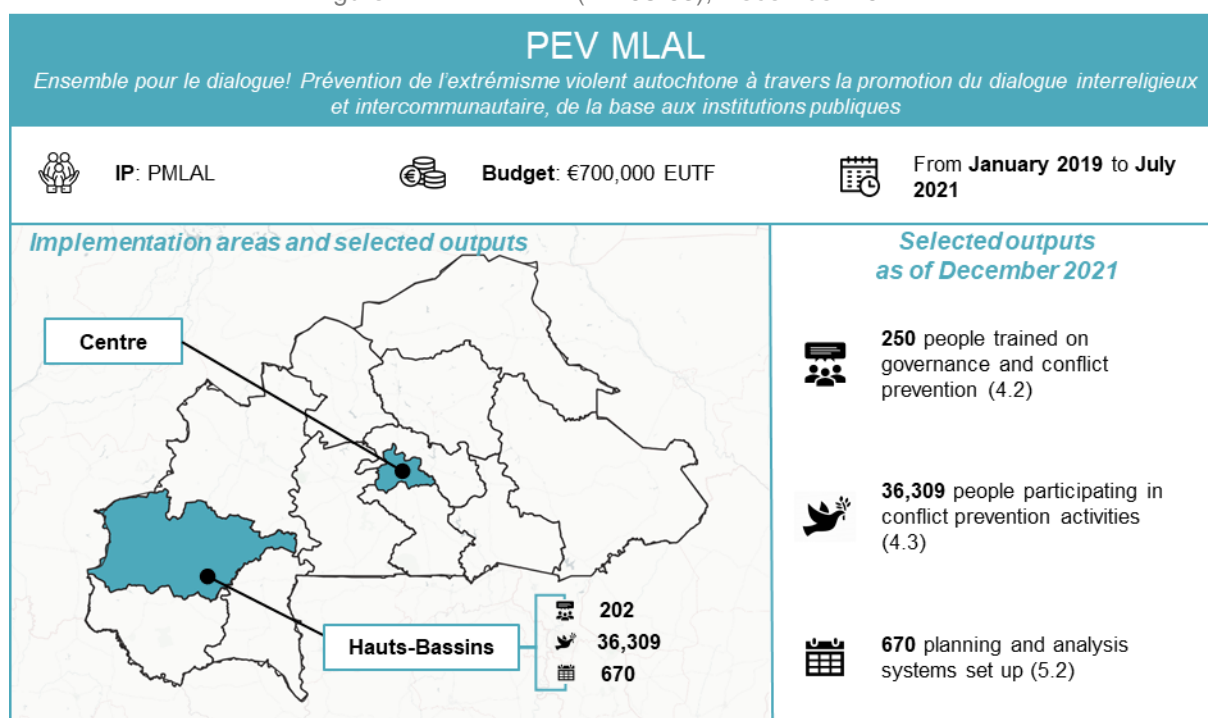 PEV MLAL
Ensemble pour le dialogue! Prévention de l'extrémisme violent autochtone à travers la promotion du dialogue interreligieux
et intercommunautaire, de la base aux institutions publiques
IP: PMLAL
Budget: €700,000 EUTF
From January 2019 to July
2021
Implementation areas and selected outputs
Centre
Hauts-Bassins
202
36,309
670
Selected outputs
as of December 2021
250 people trained on
governance and conflict
prevention (4.2)
36,309 people participating in
conflict prevention activities
(4.3)
670 planning and analysis
systems set up (5.2)